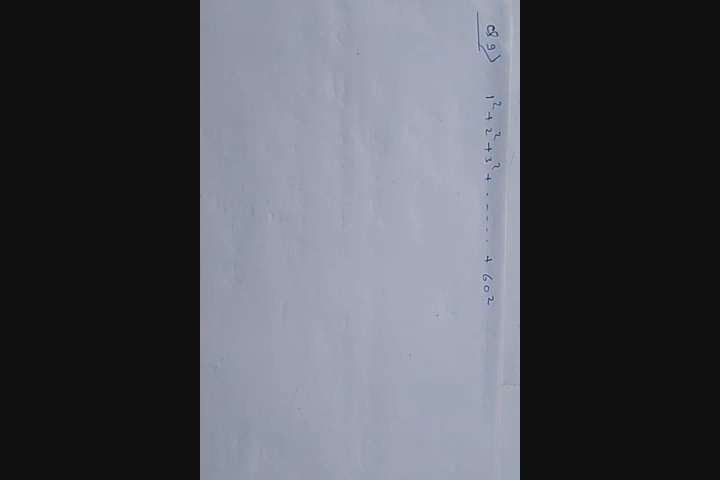 1² + 2² + 3² + ------ + 60²